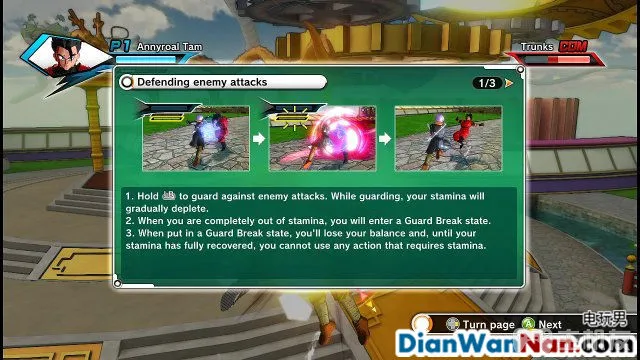 P1 Annyroal Tam
Trunks COM
Defending enemy attacks
1/3
1. Hold to guard against enemy attacks. While guarding, your stamina will
gradually deplete.
2. When you are completely out of stamina, you will enter a Guard Break state.
3. When put in a Guard Break state, you'll lose your balance and, until your
stamina has fully recovered, you cannot use any action that requires stamina.
电玩男
Turn page A Next
DianWanNan.com